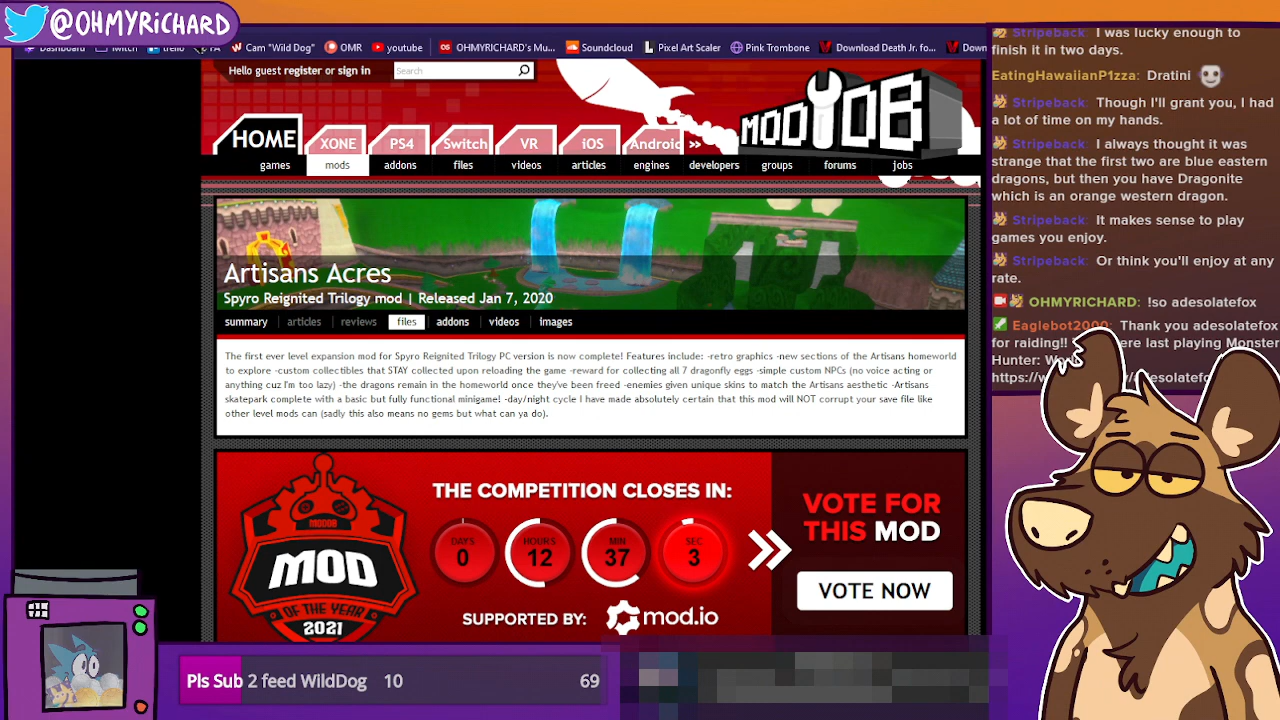 @OHMYRICHARD
Dashboard Twitch trello FA Cam "Wild Dog" OMR youtube OHMYRICHARD's Mu... Soundcloud Pixel Art Scaler Pink Trombone Download Death Jr. fo... Down
Hello guest register or sign in Search
MODDB
HOME XONE PS4 Switch VR iOS Android »
games mods addons files videos articles engines developers groups forums jobs
Artisans Acres
Spyro Reignited Trilogy mod | Released Jan 7, 2020
summary articles reviews files addons videos images
The first ever level expansion mod for Spyro Reignited Trilogy PC version is now complete! Features include: -retro graphics -new sections of the Artisans homeworld
to explore -custom collectibles that STAY collected upon reloading the game -reward for collecting all 7 dragonfly eggs -simple custom NPCs (no voice acting or
anything cuz I'm too lazy) -the dragons remain in the homeworld once they've been freed -enemies given unique skins to match the Artisans aesthetic -Artisans
skatepark complete with a basic but fully functional minigame! -day/night cycle I have made absolutely certain that this mod will NOT corrupt your save file like
other level mods can (sadly this also means no gems but what can ya do).
MODDB
MOD
OF THE YEAR
2021
THE COMPETITION CLOSES IN:
DAYS HOURS MIN SEC
0 12 37 3
SUPPORTED BY: mod.io
VOTE FOR
THIS MOD
VOTE NOW
Stripeback: I was lucky enough to
finish it in two days.
EatingHawaiianP1zza: Dratini
Stripeback: Though I'll grant you, I had
a lot of time on my hands.
Stripeback: I always thought it was
strange that the first two are blue eastern
dragons, but then you have Dragonite
which is an orange western dragon.
Stripeback: It makes sense to play
games you enjoy.
Stripeback: Or think you'll enjoy at any
rate.
OHMYRICHARD: !so adesolatefox
Eaglebot2000: Thank you adesolatefox
for raiding!! ere last playing Monster
Hunter: Wo
https://w adesolatefo
Pls Sub 2 feed WildDog 10 69